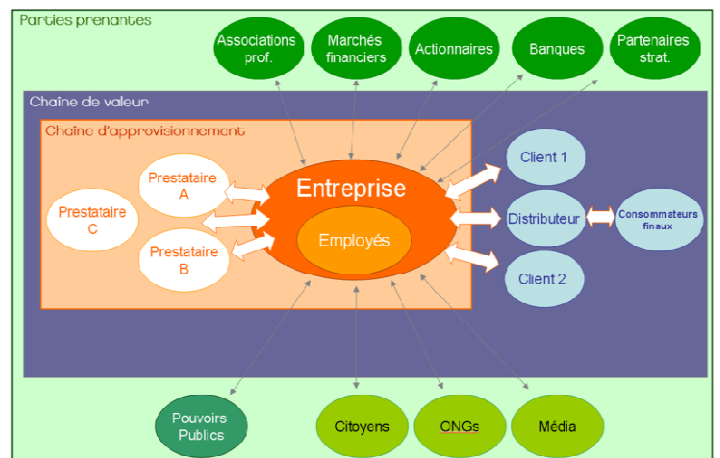 Parties prenantes
Associations
prof.
Marchés
financiers
Actionnaires
Banques
Partenaires
strat.
Chaîne de valeur
Chaîne d'approvisionnement
Prestataire
A
Prestataire
C
Prestataire
B
Entreprise
Employés
Client 1
Distributeur
Consommateurs
finaux
Client 2
Pouvoirs
Publics
Citoyens
ONGs
Média